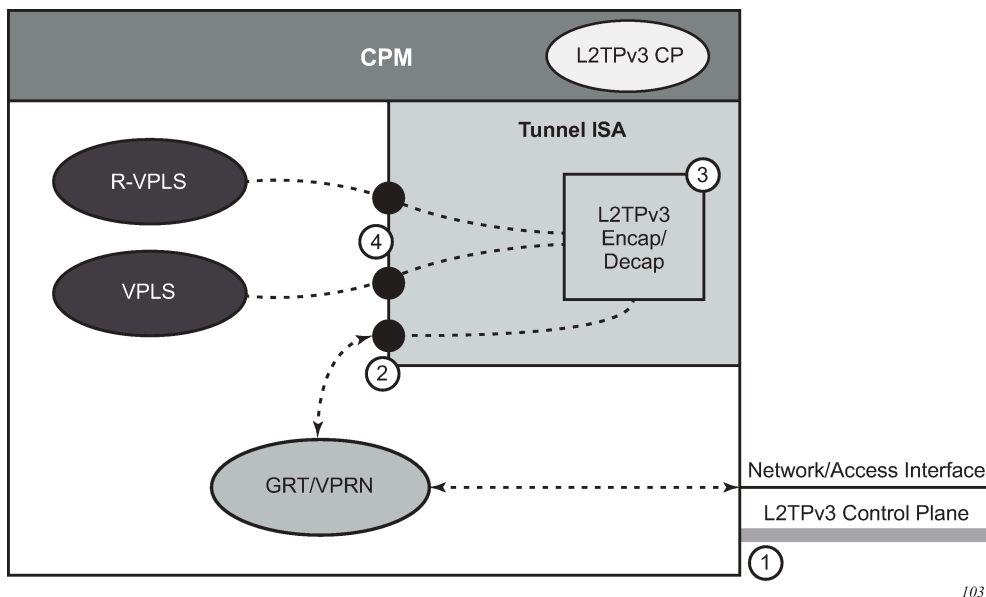 CPM
L2TPv3 CP
Tunnel ISA
R-VPLS
3
L2TPv3
Encap/
Decap
4
VPLS
2
GRT/VPRN
Network/Access Interface
L2TPv3 Control Plane
1
103